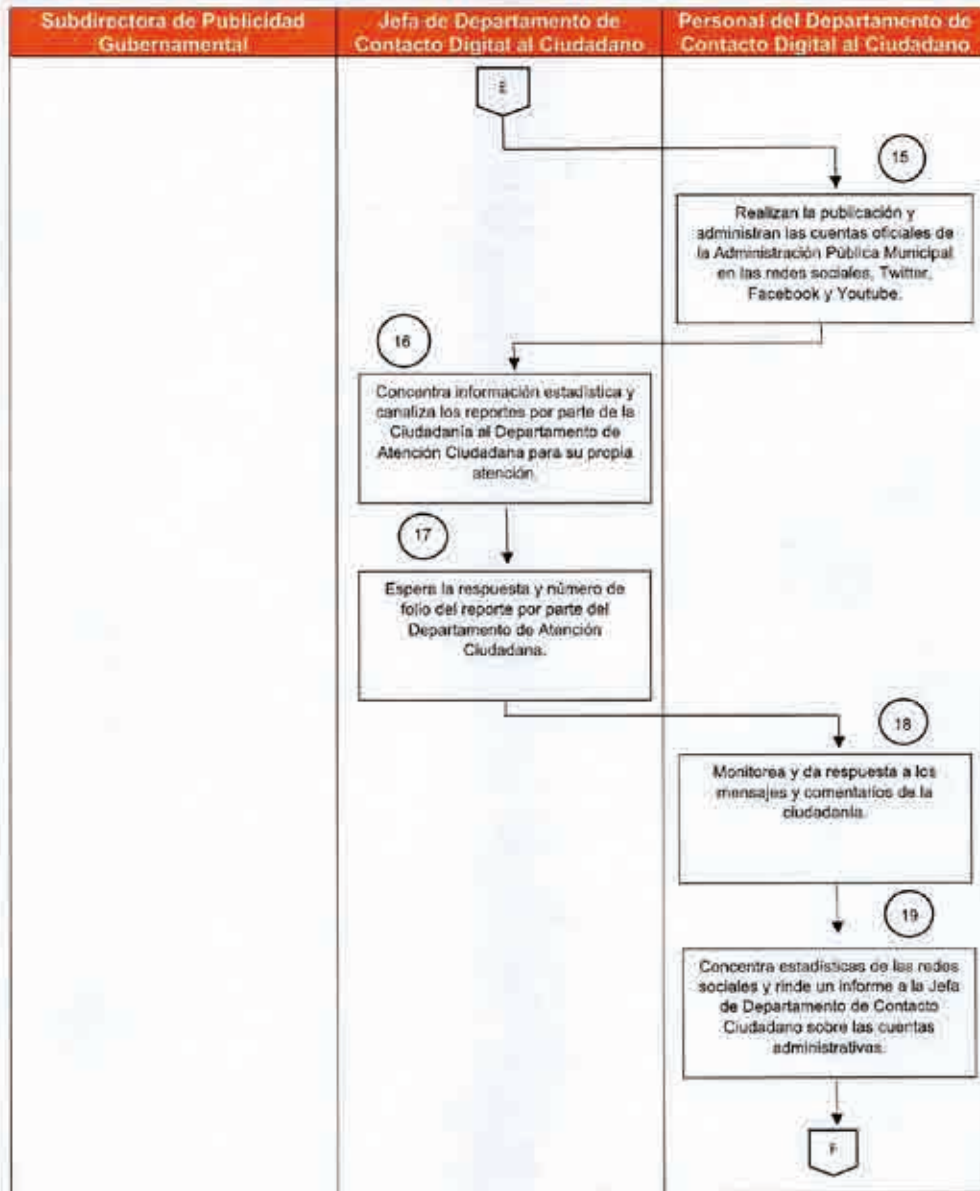 Subdirectora de Publicidad
Gubernamental
Jefa de Departamento de
Contacto Digital al Ciudadano
Personal del Departamento de
Contacto Digital al Ciudadano
15
Realizan la publicación y
administran las cuentas oficiales de
la Administración Pública Municipal
en las redes sociales, Twitter,
Facebook y Youtube.
16
Concentra información estadística y
canaliza los reportes por parte de la
Ciudadanía al Departamento de
Atención Ciudadana para su propia
atención.
17
Espera la respuesta y número de
folio del reporte por parte del
Departamento de Atención
Ciudadana.
18
Monitorea y da respuesta a los
mensajes y comentarios de la
ciudadanía.
19
Concentra estadísticas de las redes
sociales y rinde un informe a la Jefa
de Departamento de Contacto
Ciudadano sobre las cuentas
administrativas.
F